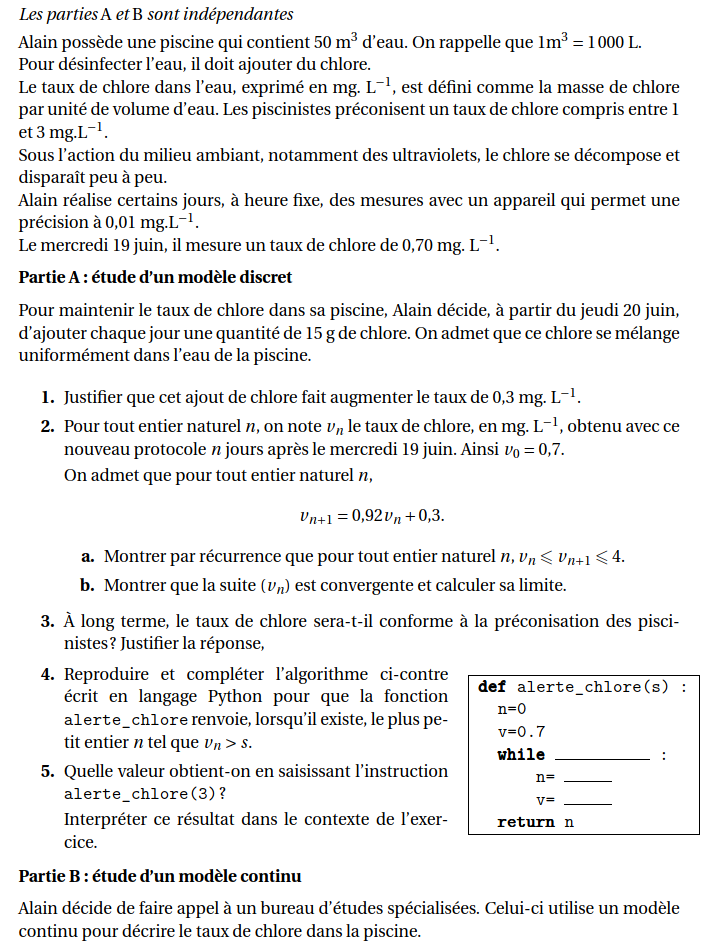 Les parties A et B sont indépendantes
Alain possède une piscine qui contient 50 m³ d'eau. On rappelle que 1m³ = 1 000 L.
Pour désinfecter l'eau, il doit ajouter du chlore.
Le taux de chlore dans l'eau, exprimé en mg. L⁻¹, est défini comme la masse de chlore
par unité de volume d'eau. Les piscinistes préconisent un taux de chlore compris entre 1
et 3 mg.L⁻¹.
Sous l'action du milieu ambiant, notamment des ultraviolets, le chlore se décompose et
disparaît peu à peu.
Alain réalise certains jours, à heure fixe, des mesures avec un appareil qui permet une
précision à 0,01 mg.L⁻¹.
Le mercredi 19 juin, il mesure un taux de chlore de 0,70 mg. L⁻¹.
Partie A : étude d'un modèle discret
Pour maintenir le taux de chlore dans sa piscine, Alain décide, à partir du jeudi 20 juin,
d'ajouter chaque jour une quantité de 15 g de chlore. On admet que ce chlore se mélange
uniformément dans l'eau de la piscine.
1. Justifier que cet ajout de chlore fait augmenter le taux de 0,3 mg. L⁻¹.
2. Pour tout entier naturel n, on note vₙ le taux de chlore, en mg. L⁻¹, obtenu avec ce
nouveau protocole n jours après le mercredi 19 juin. Ainsi v₀ = 0,7.
On admet que pour tout entier naturel n,
vₙ₊₁ = 0,92vₙ + 0,3.
a. Montrer par récurrence que pour tout entier naturel n, vₙ ⩽ vₙ₊₁ ⩽ 4.
b. Montrer que la suite (vₙ) est convergente et calculer sa limite.
3. À long terme, le taux de chlore sera-t-il conforme à la préconisation des pisci-
nistes ? Justifier la réponse,
4. Reproduire et compléter l'algorithme ci-contre
écrit en langage Python pour que la fonction
alerte_chlore renvoie, lorsqu'il existe, le plus pe-
tit entier n tel que vₙ > s.
5. Quelle valeur obtient-on en saisissant l'instruction
alerte_chlore(3) ?
Interpréter ce résultat dans le contexte de l'exer-
cice.
def alerte_chlore(s) :
n=0
v=0.7
while __________ :
n= _____
v= _____
return n
Partie B : étude d'un modèle continu
Alain décide de faire appel à un bureau d'études spécialisées. Celui-ci utilise un modèle
continu pour décrire le taux de chlore dans la piscine.